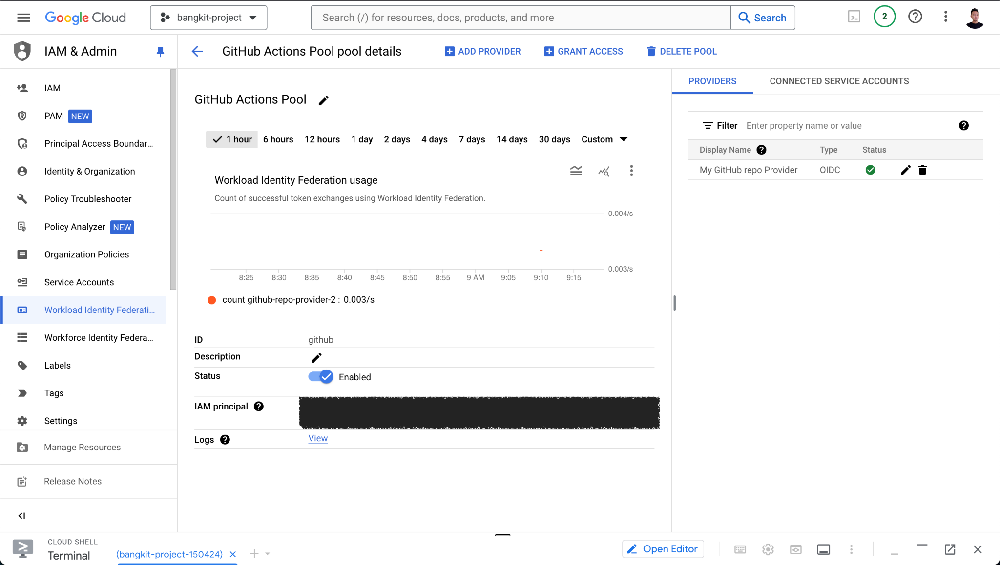 Google Cloud
bangkit-project
Search (/) for resources, docs, products, and more
Search
2
IAM & Admin
GitHub Actions Pool pool details
ADD PROVIDER
GRANT ACCESS
DELETE POOL
IAM
PAM NEW
Principal Access Boundar...
Identity & Organization
Policy Troubleshooter
Policy Analyzer NEW
Organization Policies
Service Accounts
Workload Identity Federati...
Workforce Identity Federa...
Labels
Tags
Settings
Manage Resources
Release Notes
GitHub Actions Pool
1 hour 6 hours 12 hours 1 day 2 days 4 days 7 days 14 days 30 days Custom
Workload Identity Federation usage
Count of successful token exchanges using Workload Identity Federation.
0.004/s
0.003/s
8:25 8:30 8:35 8:40 8:45 8:50 8:55 9 AM 9:05 9:10 9:15
count github-repo-provider-2 : 0.003/s
ID github
Description
Status Enabled
IAM principal
Logs View
PROVIDERS CONNECTED SERVICE ACCOUNTS
Filter Enter property name or value
Display Name Type Status
My GitHub repo Provider OIDC
CLOUD SHELL
Terminal
(bangkit-project-150424)
Open Editor